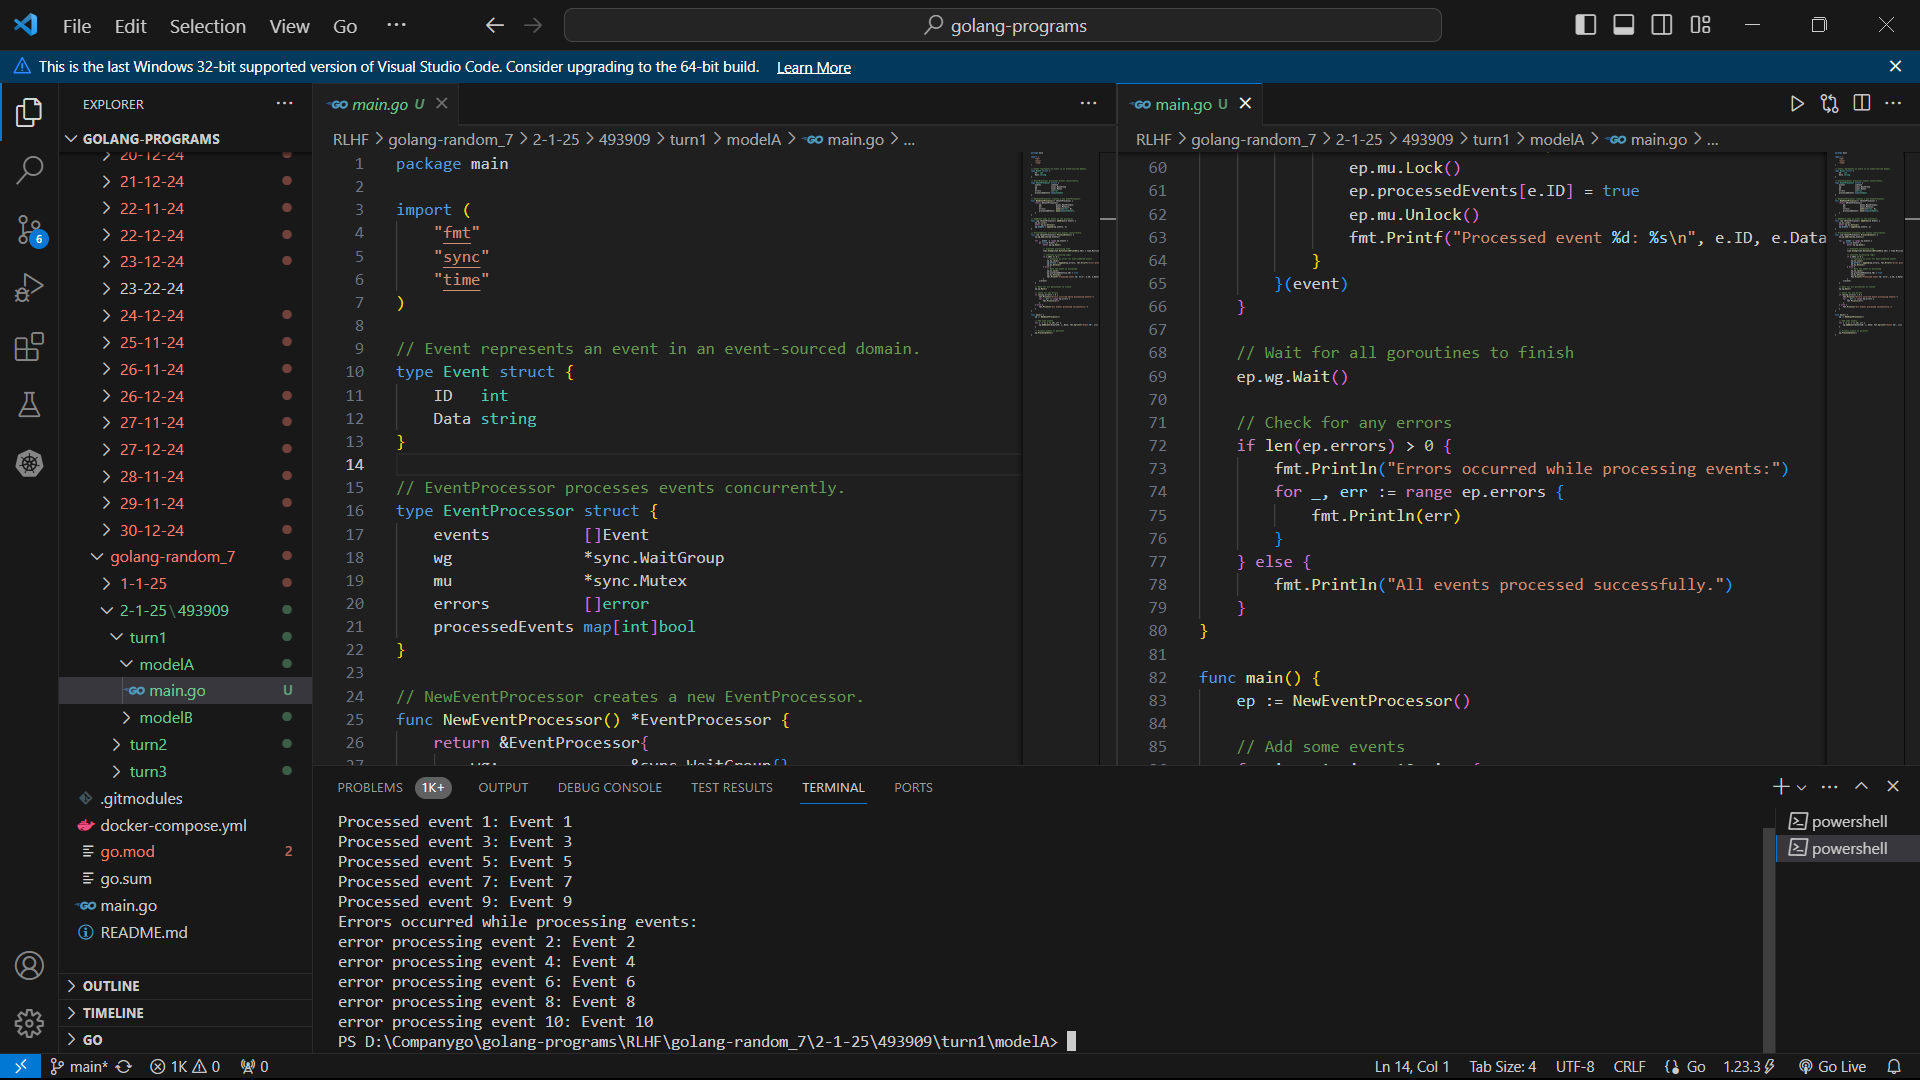 File Edit Selection View Go ··· golang-programs
This is the last Windows 32-bit supported version of Visual Studio Code. Consider upgrading to the 64-bit build. Learn More
EXPLORER
GOLANG-PROGRAMS
20-12-24
21-12-24
22-11-24
22-12-24
23-12-24
23-22-24
24-12-24
25-11-24
26-11-24
26-12-24
27-11-24
27-12-24
28-11-24
29-11-24
30-12-24
golang-random_7
1-1-25
2-1-25\493909
turn1
modelA
main.go U
modelB
turn2
turn3
.gitmodules
docker-compose.yml
go.mod 2
go.sum
main.go
README.md
OUTLINE
TIMELINE
GO
6
main.go U
RLHF > golang-random_7 > 2-1-25 > 493909 > turn1 > modelA > main.go > ...
1 package main
2
3 import (
4 "fmt"
5 "sync"
6 "time"
7 )
8
9 // Event represents an event in an event-sourced domain.
10 type Event struct {
11 ID int
12 Data string
13 }
14
15 // EventProcessor processes events concurrently.
16 type EventProcessor struct {
17 events []Event
18 wg *sync.WaitGroup
19 mu *sync.Mutex
20 errors []error
21 processedEvents map[int]bool
22 }
23
24 // NewEventProcessor creates a new EventProcessor.
25 func NewEventProcessor() *EventProcessor {
26 return &EventProcessor{
27 wg: &sync.WaitGroup{}
main.go U
RLHF > golang-random_7 > 2-1-25 > 493909 > turn1 > modelA > main.go > ...
60 ep.mu.Lock()
61 ep.processedEvents[e.ID] = true
62 ep.mu.Unlock()
63 fmt.Printf("Processed event %d: %s\n", e.ID, e.Data
64 }
65 }(event)
66 }
67
68 // Wait for all goroutines to finish
69 ep.wg.Wait()
70
71 // Check for any errors
72 if len(ep.errors) > 0 {
73 fmt.Println("Errors occurred while processing events:")
74 for _, err := range ep.errors {
75 fmt.Println(err)
76 }
77 } else {
78 fmt.Println("All events processed successfully.")
79 }
80 }
81
82 func main() {
83 ep := NewEventProcessor()
84
85 // Add some events
PROBLEMS 1K+ OUTPUT DEBUG CONSOLE TEST RESULTS TERMINAL PORTS
Processed event 1: Event 1
Processed event 3: Event 3
Processed event 5: Event 5
Processed event 7: Event 7
Processed event 9: Event 9
Errors occurred while processing events:
error processing event 2: Event 2
error processing event 4: Event 4
error processing event 6: Event 6
error processing event 8: Event 8
error processing event 10: Event 10
PS D:\Companygo\golang-programs\RLHF\golang-random_7\2-1-25\493909\turn1\modelA>
powershell
powershell
main* 1K 0 0 Ln 14, Col 1 Tab Size: 4 UTF-8 CRLF Go 1.23.3 Go Live